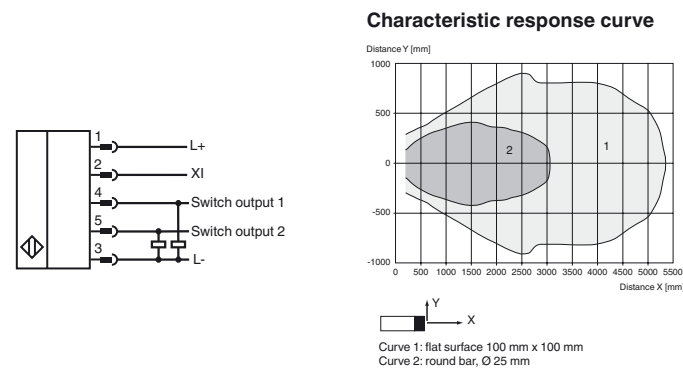 Characteristic response curve
Distance Y [mm]
1000
500
0
-500
-1000
0 500 1000 1500 2000 2500 3000 3500 4000 4500 5000 5500
Distance X [mm]
2
1
1
L+
2
XI
4
Switch output 1
5
Switch output 2
3
L-
Y
X
Curve 1: flat surface 100 mm x 100 mm
Curve 2: round bar, Ø 25 mm